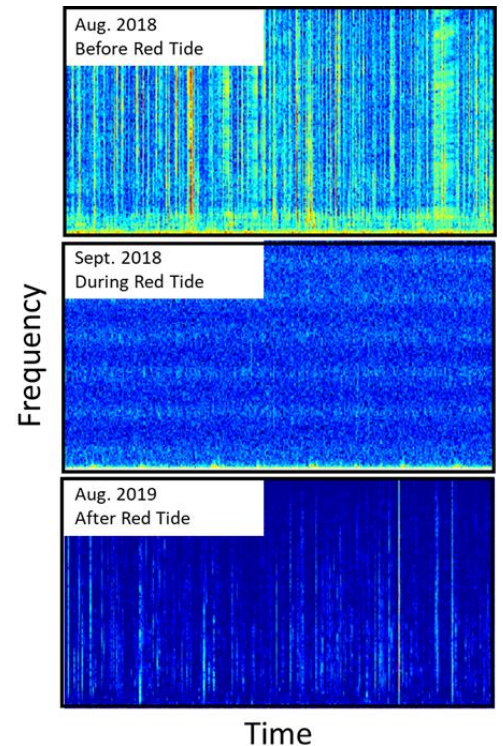 Aug. 2018
Before Red Tide
Sept. 2018
During Red Tide
Frequency
Aug. 2019
After Red Tide
Time